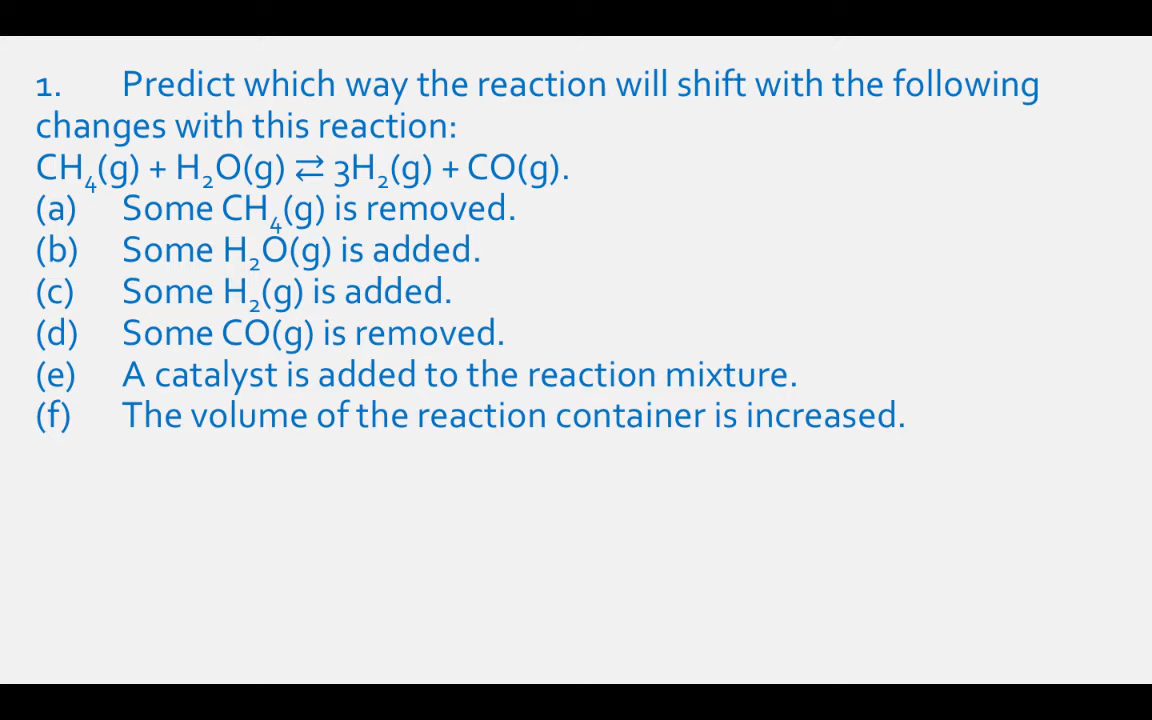 1. Predict which way the reaction will shift with the following
changes with this reaction:
CH₄(g) + H₂O(g) ⇄ 3H₂(g) + CO(g).
(a) Some CH₄(g) is removed.
(b) Some H₂O(g) is added.
(c) Some H₂(g) is added.
(d) Some CO(g) is removed.
(e) A catalyst is added to the reaction mixture.
(f) The volume of the reaction container is increased.